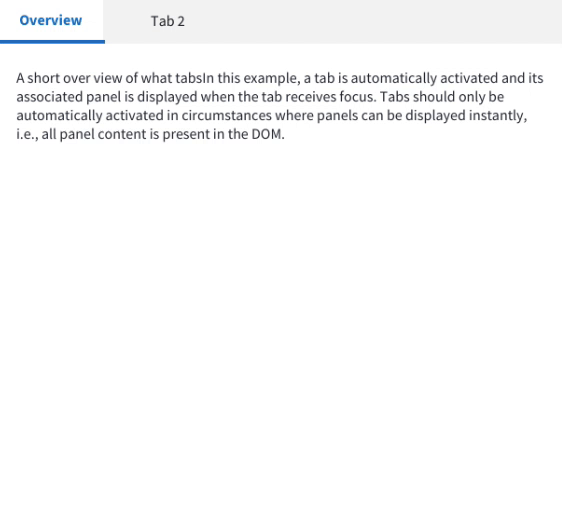 Overview
Tab 2
A short over view of what tabsIn this example, a tab is automatically activated and its
associated panel is displayed when the tab receives focus. Tabs should only be
automatically activated in circumstances where panels can be displayed instantly,
i.e., all panel content is present in the DOM.